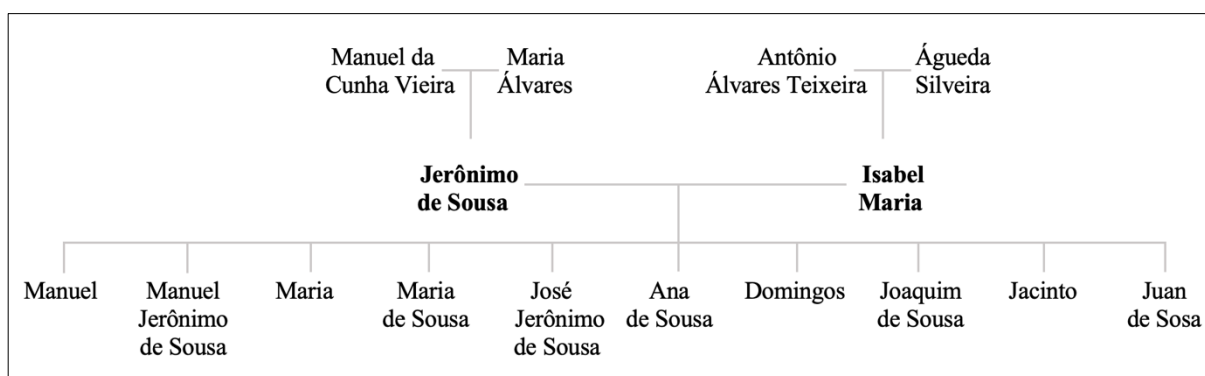 Manuel da
Cunha Vieira
Maria
Álvares
Antônio
Álvares Teixeira
Águeda
Silveira
Jerônimo
de Sousa
Isabel
Maria
Manuel
Manuel
Jerônimo
de Sousa
Maria
Maria
de Sousa
José
Jerônimo
de Sousa
Ana
de Sousa
Domingos
Joaquim
de Sousa
Jacinto
Juan
de Sosa